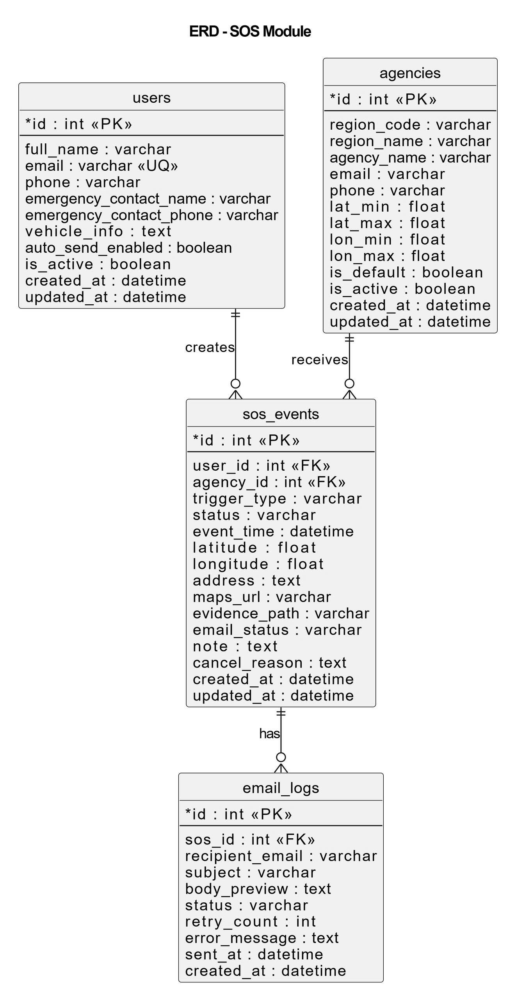 ERD - SOS Module
users
*id : int «PK»
full_name : varchar
email : varchar «UQ»
phone : varchar
emergency_contact_name : varchar
emergency_contact_phone : varchar
vehicle_info : text
auto_send_enabled : boolean
is_active : boolean
created_at : datetime
updated_at : datetime
agencies
*id : int «PK»
region_code : varchar
region_name : varchar
agency_name : varchar
email : varchar
phone : varchar
lat_min : float
lat_max : float
lon_min : float
lon_max : float
is_default : boolean
is_active : boolean
created_at : datetime
updated_at : datetime
creates
receives
sos_events
*id : int «PK»
user_id : int «FK»
agency_id : int «FK»
trigger_type : varchar
status : varchar
event_time : datetime
latitude : float
longitude : float
address : text
maps_url : varchar
evidence_path : varchar
email_status : varchar
note : text
cancel_reason : text
created_at : datetime
updated_at : datetime
has
email_logs
*id : int «PK»
sos_id : int «FK»
recipient_email : varchar
subject : varchar
body_preview : text
status : varchar
retry_count : int
error_message : text
sent_at : datetime
created_at : datetime